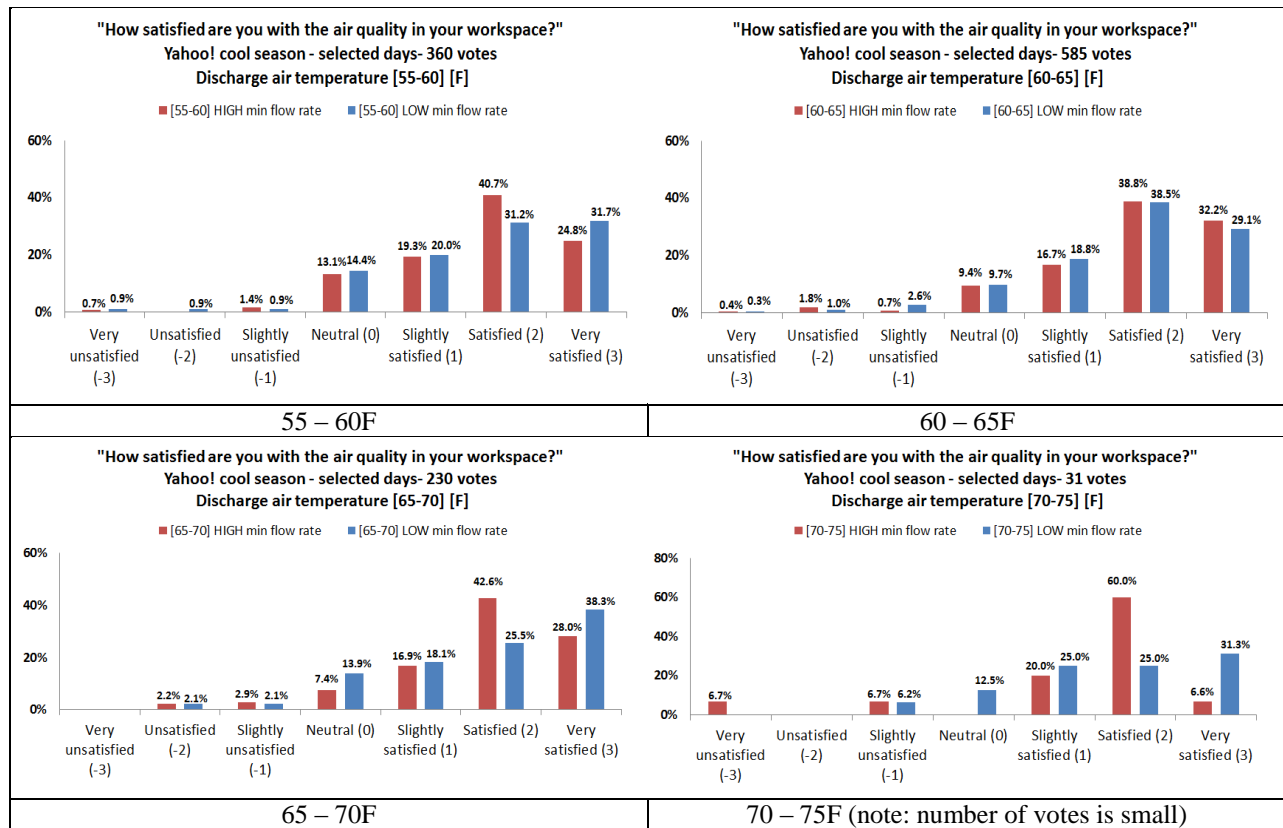 "How satisfied are you with the air quality in your workspace?"
Yahoo! cool season - selected days- 360 votes
Discharge air temperature [55-60] [F]
[55-60] HIGH min flow rate [55-60] LOW min flow rate
60%
40%
20%
0%
0.7% 0.9% 0.9% 1.4% 0.9% 13.1% 14.4% 19.3% 20.0% 40.7% 31.2% 24.8% 31.7%
Very Unsatisfied Slightly Neutral (0) Slightly Satisfied (2) Very
unsatisfied (-2) unsatisfied satisfied (1) satisfied (3)
(-3) (-1)
55 – 60F
"How satisfied are you with the air quality in your workspace?"
Yahoo! cool season - selected days- 585 votes
Discharge air temperature [60-65] [F]
[60-65] HIGH min flow rate [60-65] LOW min flow rate
60%
40%
20%
0%
0.4% 0.3% 1.8% 1.0% 0.7% 2.6% 9.4% 9.7% 16.7% 18.8% 38.8% 38.5% 32.2% 29.1%
Very Unsatisfied Slightly Neutral (0) Slightly Satisfied (2) Very
unsatisfied (-2) unsatisfied satisfied (1) satisfied (3)
(-3) (-1)
60 – 65F
"How satisfied are you with the air quality in your workspace?"
Yahoo! cool season - selected days- 230 votes
Discharge air temperature [65-70] [F]
[65-70] HIGH min flow rate [65-70] LOW min flow rate
60%
40%
20%
0%
2.2% 2.1% 2.9% 2.1% 7.4% 13.9% 16.9% 18.1% 42.6% 25.5% 28.0% 38.3%
Very Unsatisfied Slightly Neutral (0) Slightly Satisfied (2) Very
unsatisfied (-2) unsatisfied satisfied (1) satisfied (3)
(-3) (-1)
65 – 70F
"How satisfied are you with the air quality in your workspace?"
Yahoo! cool season - selected days- 31 votes
Discharge air temperature [70-75] [F]
[70-75] HIGH min flow rate [70-75] LOW min flow rate
80%
60%
40%
20%
0%
6.7% 6.7% 6.2% 12.5% 20.0% 25.0% 60.0% 25.0% 6.6% 31.3%
Very Unsatisfied Slightly Neutral (0) Slightly Satisfied (2) Very
unsatisfied (-2) unsatisfied satisfied (1) satisfied (3)
(-3) (-1)
70 – 75F (note: number of votes is small)